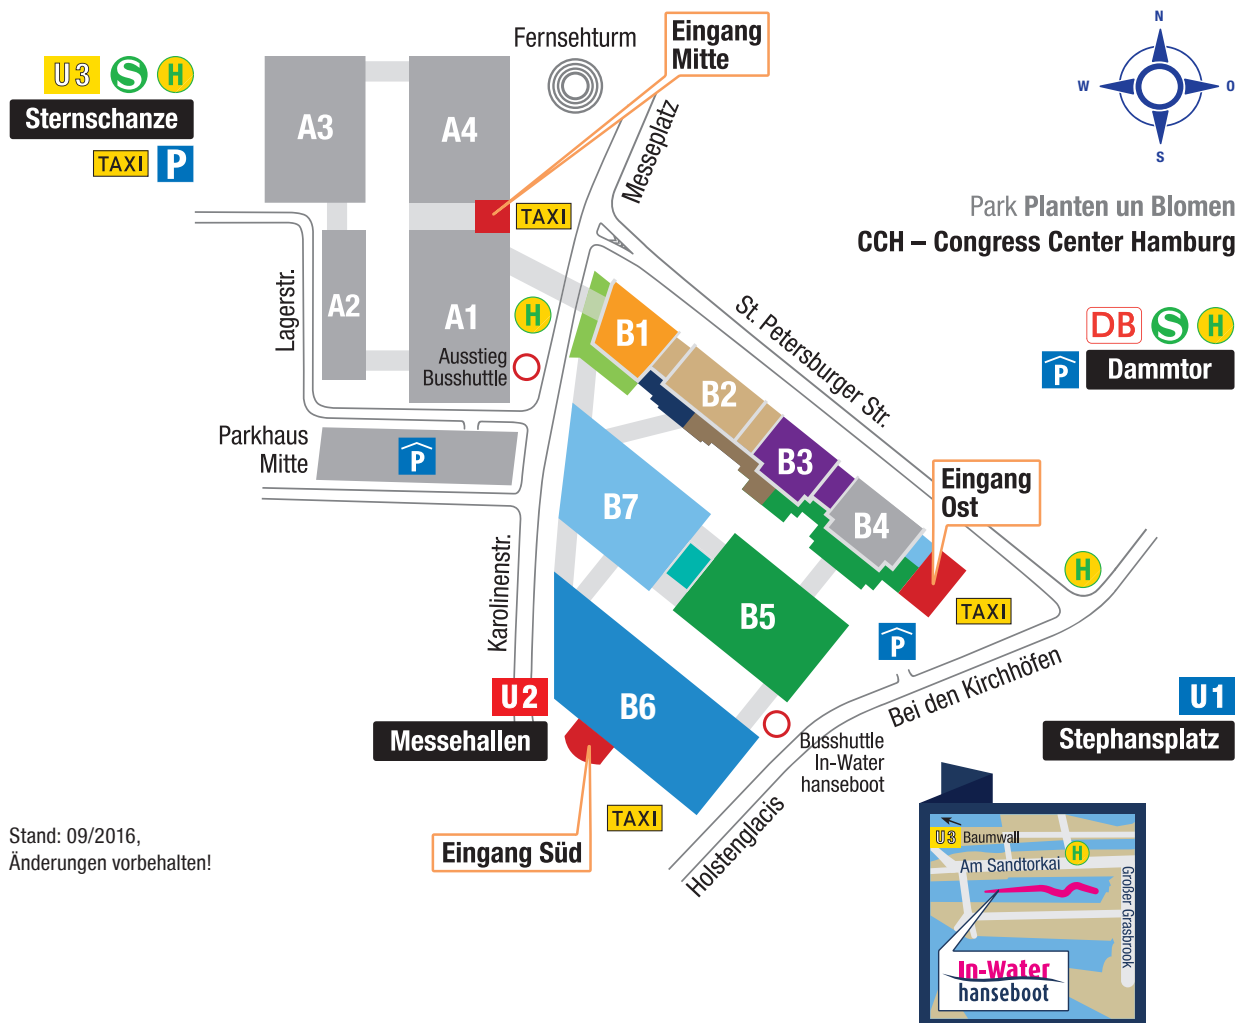 Fernsehturm
Eingang
Mitte
N
W
O
S
U3 S H
Sternschanze
TAXI P
A3
A4
Messeplatz
TAXI
Park Planten un Blomen
CCH – Congress Center Hamburg
Lagerstr.
A2
A1
H
Ausstieg
Busshuttle
B1
B2
B3
B4
St. Petersburger Str.
DB S H
P
Dammtor
Parkhaus
Mitte
P
Eingang
Ost
B7
B5
B6
Karolinenstr.
H
TAXI
P
Bei den Kirchhöfen
U2
Messehallen
U1
Stephansplatz
Busshuttle
In-Water
hanseboot
TAXI
Eingang Süd
Holstenglacis
Stand: 09/2016,
Änderungen vorbehalten!
U3 Baumwall
H
Am Sandtorkai
Großer Grasbrook
In-Water
hanseboot